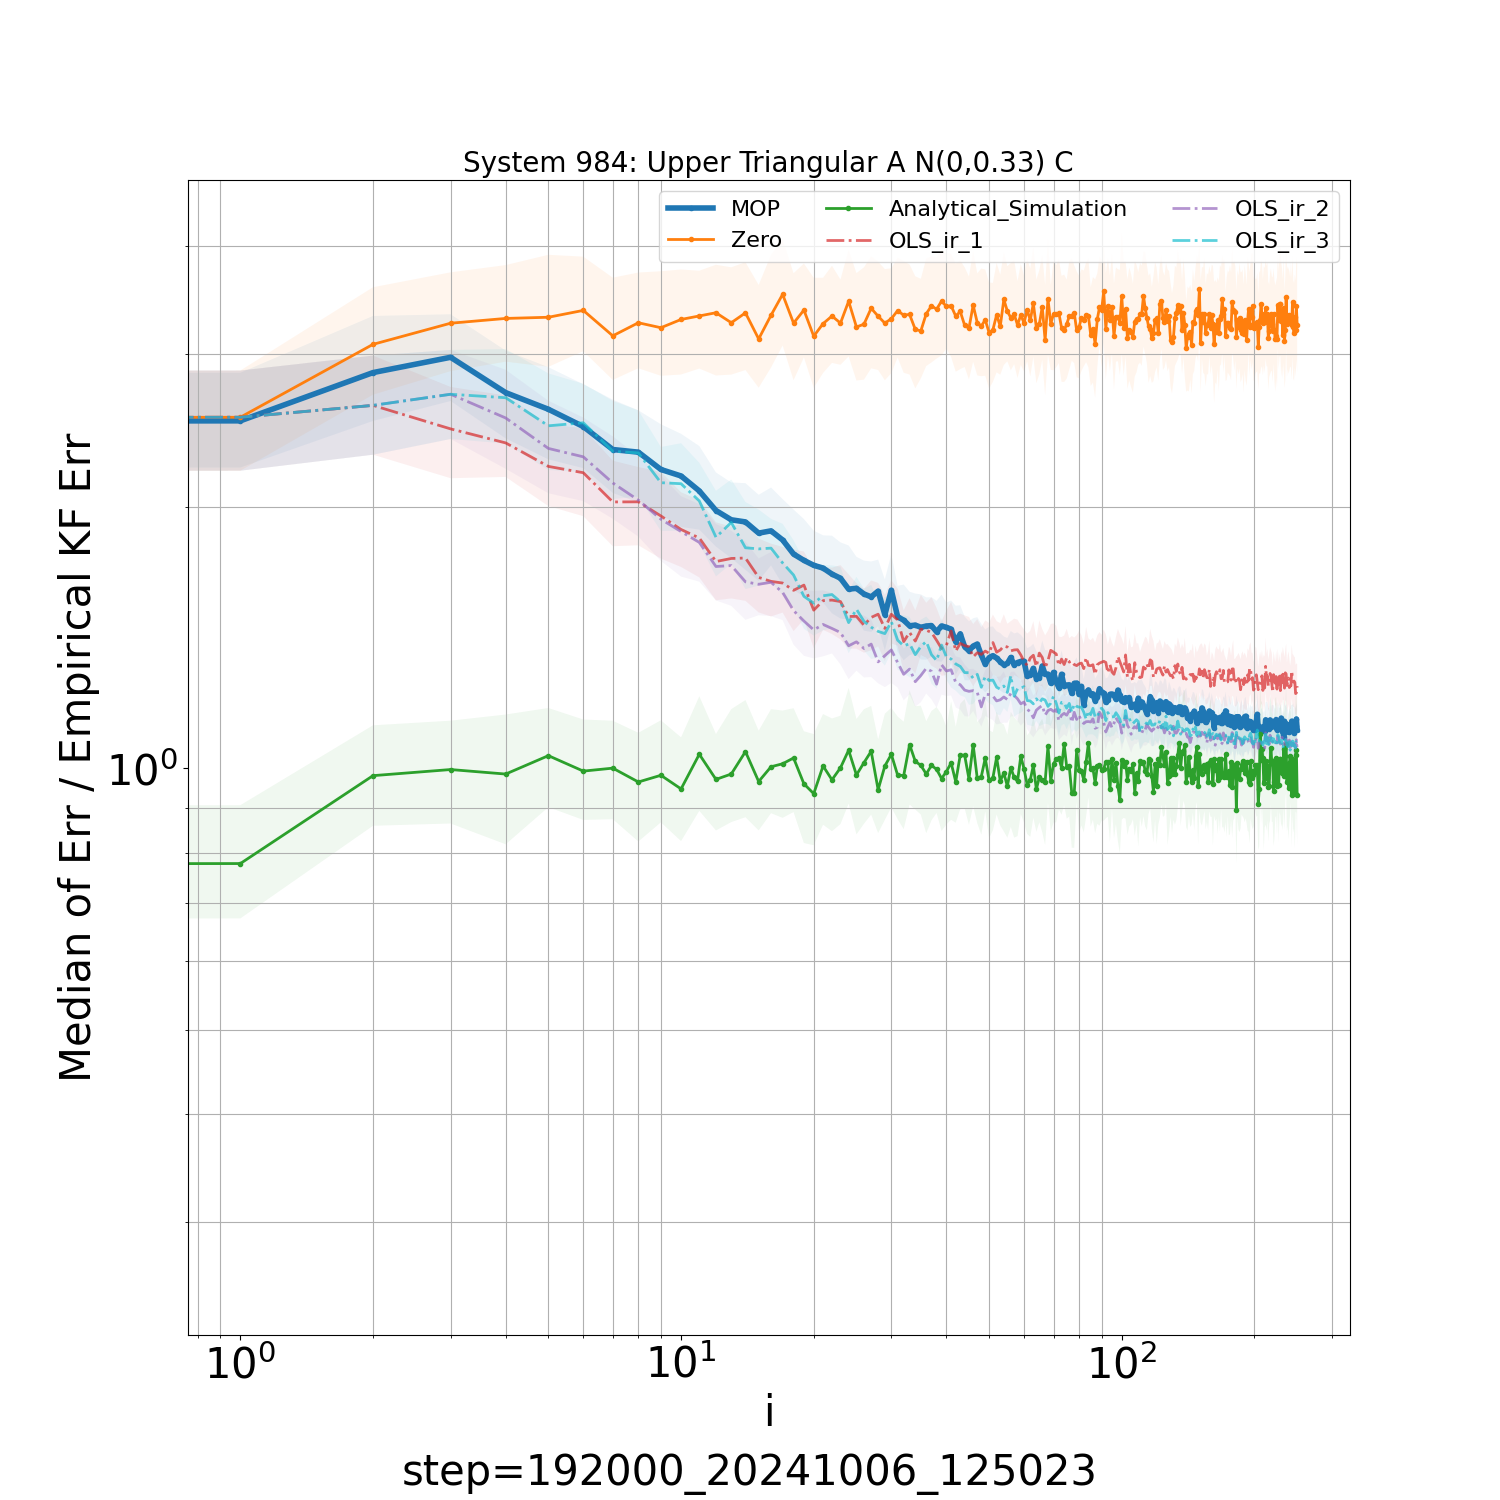 System 984: Upper Triangular A N(0,0.33) C
MOP
Zero
Analytical_Simulation
OLS_ir_1
OLS_ir_2
OLS_ir_3
Median of Err / Empirical KF Err
10⁰
10⁰ 10¹ 10²
i
step=192000_20241006_125023